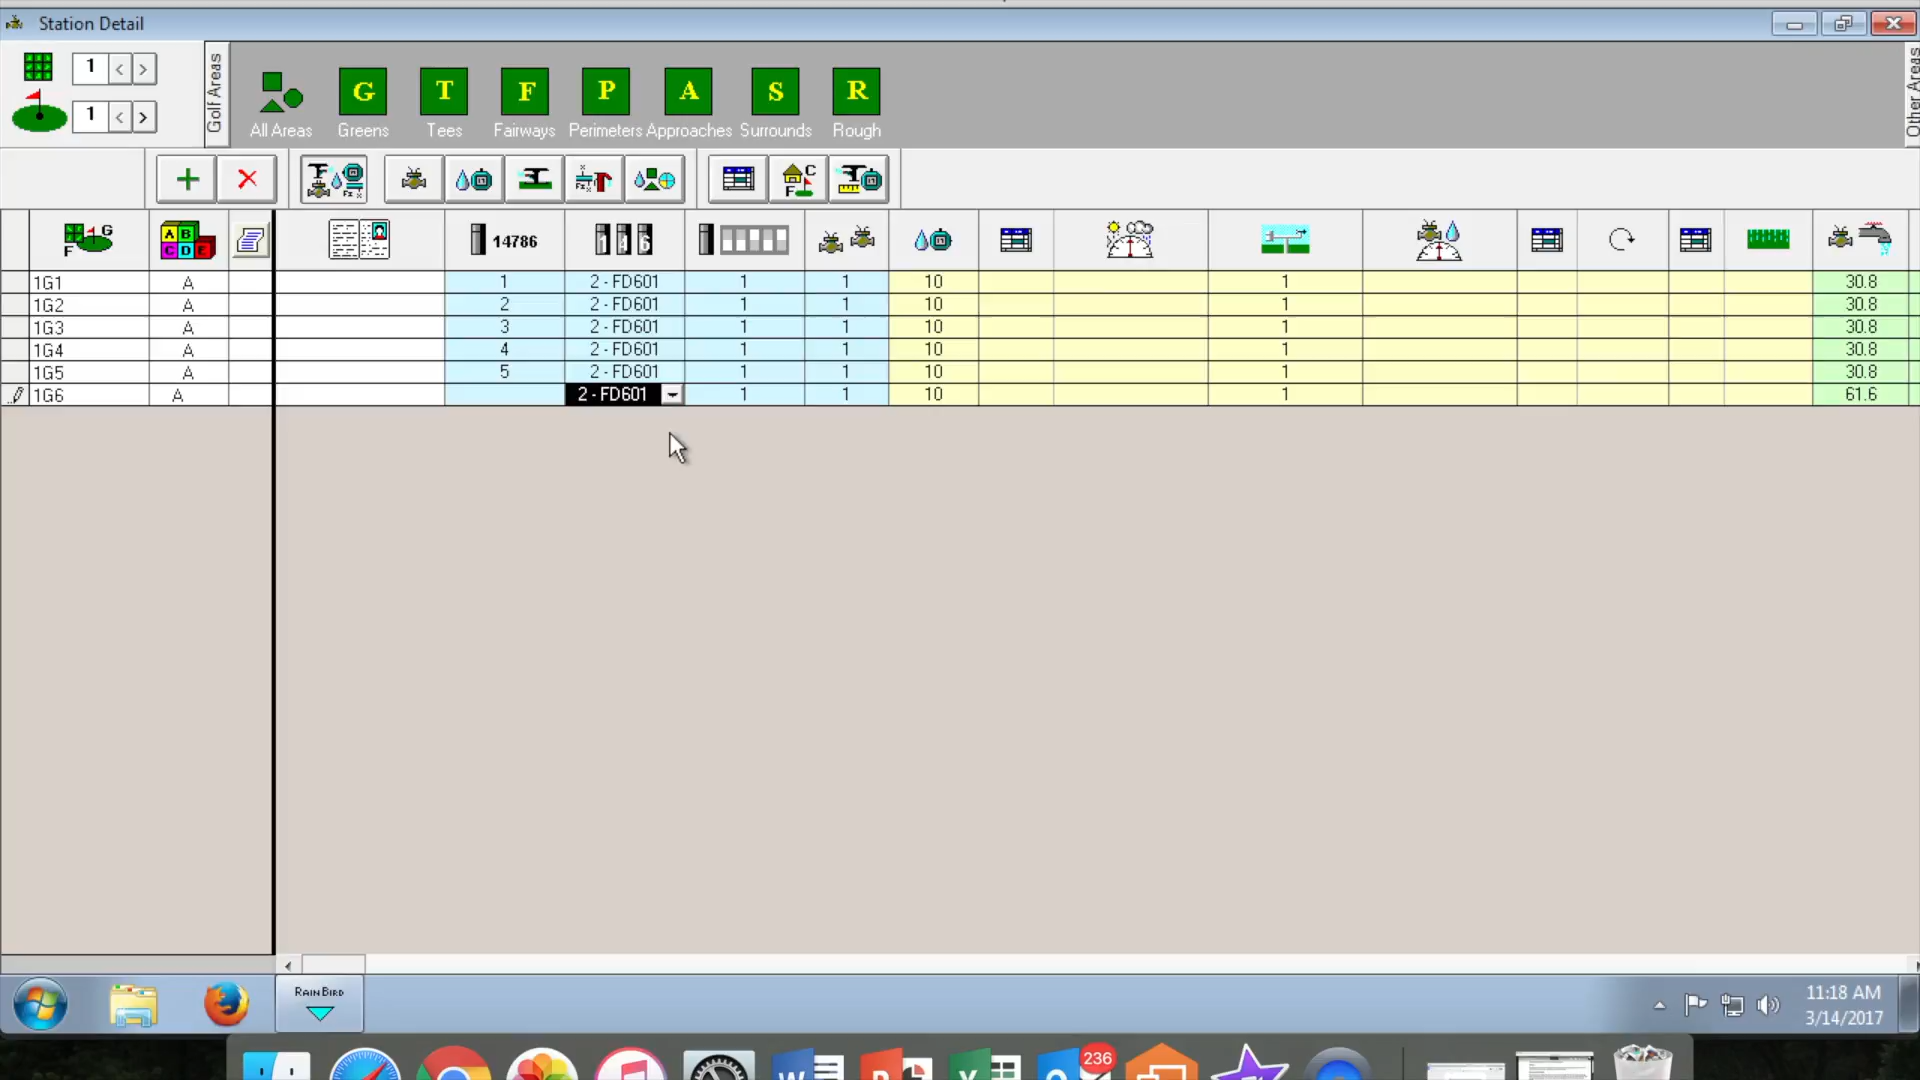 Station Detail
1 < >
1 < >
Golf Areas
G T F P A S R
All Areas Greens Tees Fairways Perimeters Approaches Surrounds Rough
Other Areas
F C F
G F A B C D E 14786 1 4 6
1G1 A 1 2 - FD601 1 1 10 1 30.8
1G2 A 2 2 - FD601 1 1 10 1 30.8
1G3 A 3 2 - FD601 1 1 10 1 30.8
1G4 A 4 2 - FD601 1 1 10 1 30.8
1G5 A 5 2 - FD601 1 1 10 1 30.8
1G6 A 2 - FD601 1 1 10 1 61.6
RAIN BIRD
11:18 AM
3/14/2017
236